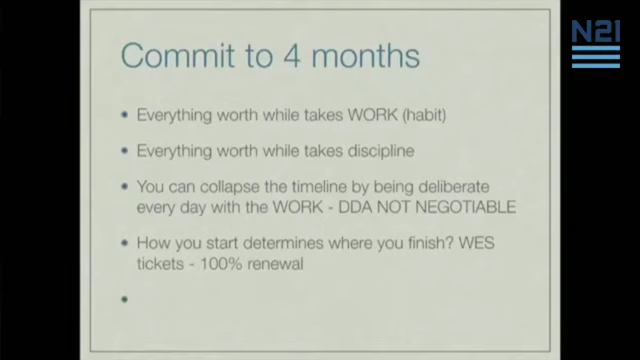 N21
Commit to 4 months
• Everything worth while takes WORK (habit)
• Everything worth while takes discipline
• You can collapse the timeline by being deliberate
every day with the WORK - DDA NOT NEGOTIABLE
• How you start determines where you finish? WES
tickets - 100% renewal
•